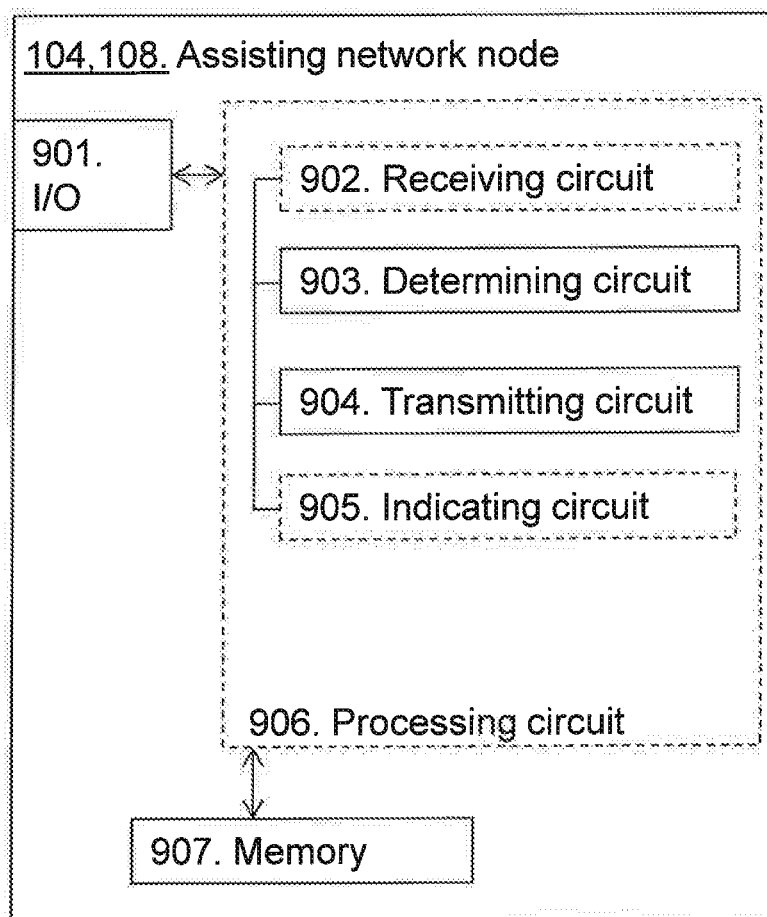 104,108. Assisting network node
901.
I/O
902. Receiving circuit
903. Determining circuit
904. Transmitting circuit
905. Indicating circuit
906. Processing circuit
907. Memory